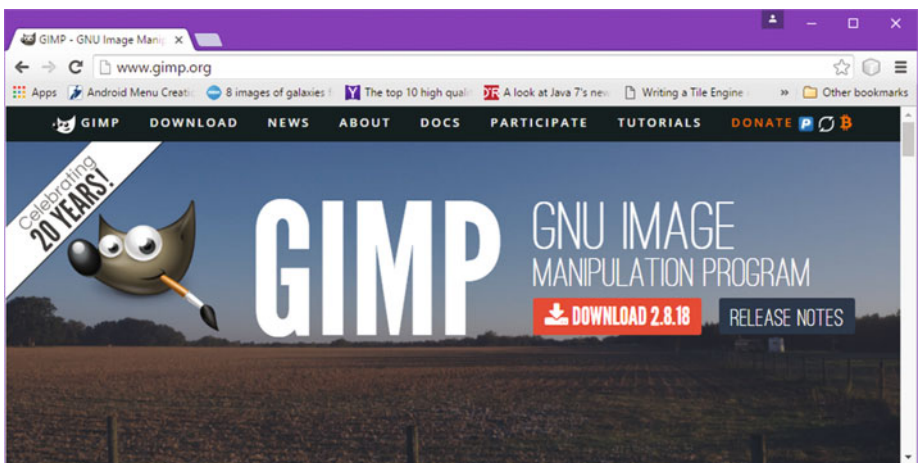 GIMP - GNU Image Mani
www.gimp.org
Apps Android Menu Creati 8 images of galaxies The top 10 high quali A look at Java 7's nev Writing a Tile Engine » Other bookmarks
GIMP DOWNLOAD NEWS ABOUT DOCS PARTICIPATE TUTORIALS DONATE
Celebrating
20 YEARS!
GIMP
GNU IMAGE
MANIPULATION PROGRAM
DOWNLOAD 2.8.18 RELEASE NOTES